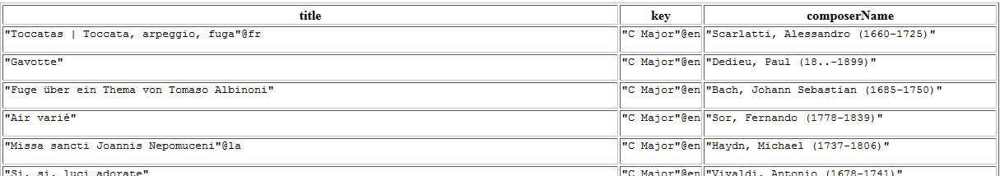 title key composerName
"Toccatas | Toccata, arpeggio, fuga"@fr "C Major"@en "Scarlatti, Alessandro (1660-1725)"
"Gavotte" "C Major"@en "Dedieu, Paul (18..-1899)"
"Fuge über ein Thema von Tomaso Albinoni" "C Major"@en "Bach, Johann Sebastian (1685-1750)"
"Air varié" "C Major"@en "Sor, Fernando (1778-1839)"
"Missa sancti Joannis Nepomuceni"@la "C Major"@en "Haydn, Michael (1737-1806)"
"Si, si, luci adorate" "C Major"@en "Vivaldi, Antonio (1678-1741)"